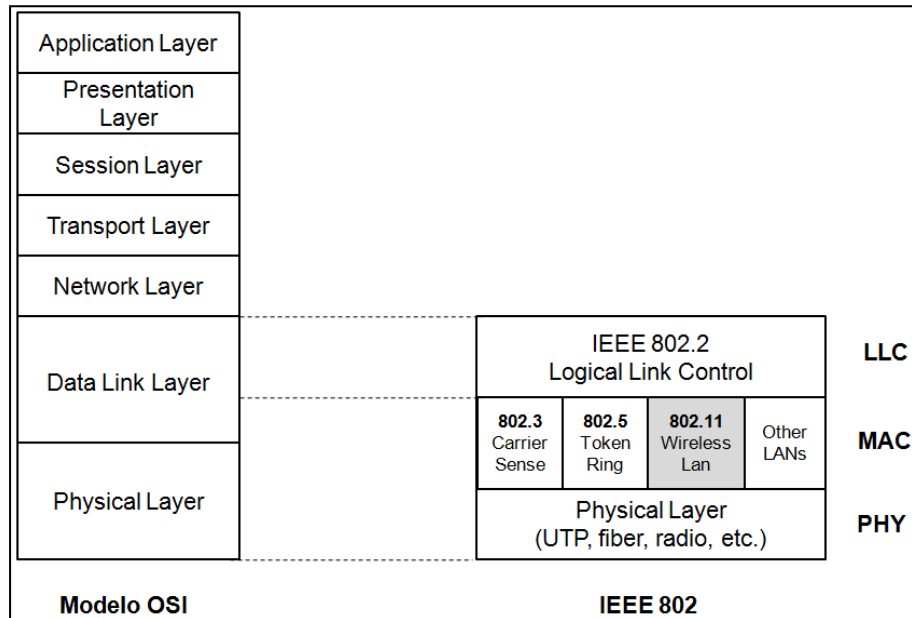 Application Layer
Presentation
Layer
Session Layer
Transport Layer
Network Layer
Data Link Layer
Physical Layer
IEEE 802.2
Logical Link Control
LLC
802.3
Carrier
Sense
802.5
Token
Ring
802.11
Wireless
Lan
Other
LANs
MAC
Physical Layer
(UTP, fiber, radio, etc.)
PHY
Modelo OSI
IEEE 802